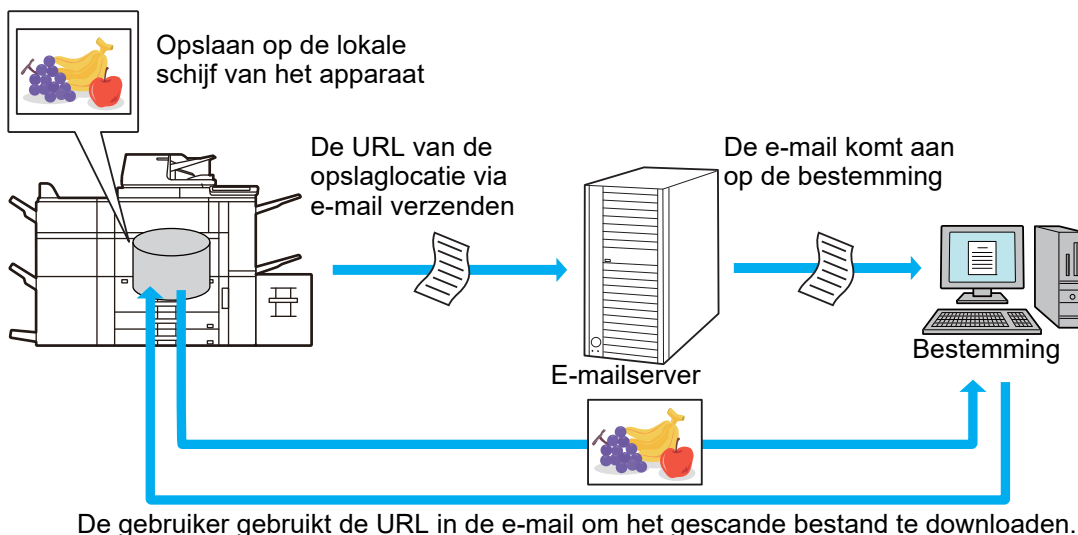 Opslaan op de lokale
schijf van het apparaat
De URL van de
opslaglocatie via
e-mail verzenden
De e-mail komt aan
op de bestemming
E-mailserver
Bestemming
De gebruiker gebruikt de URL in de e-mail om het gescande bestand te downloaden.